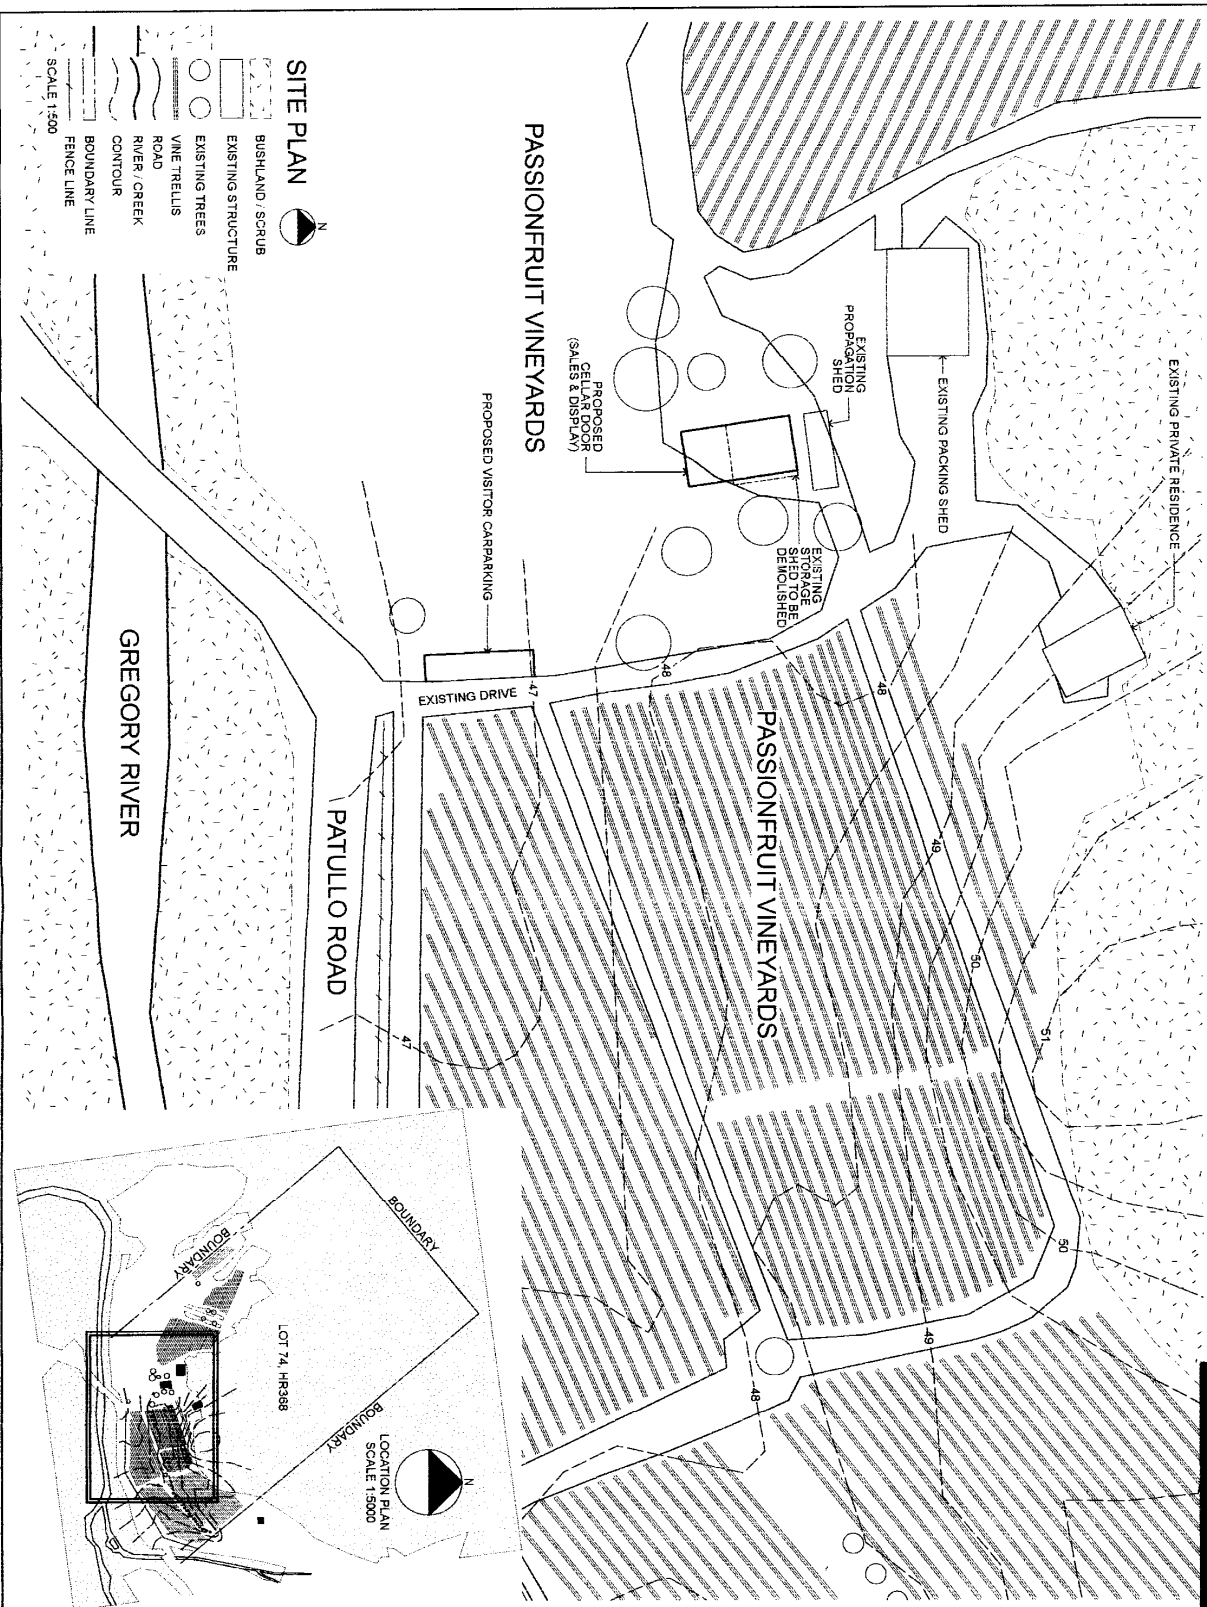 EXISTING PRIVATE RESIDENCE
EXISTING PACKING SHED
EXISTING
PROPAGATION
SHED
EXISTING
STORAGE
SHED TO BE
DEMOLISHED
PROPOSED
CELLAR DOOR
(SALES & DISPLAY)
PASSIONFRUIT VINEYARDS
PROPOSED VISITOR CARPARKING
EXISTING DRIVE
PASSIONFRUIT VINEYARDS
47
48
48
49
50
51
50
49
48
47
PATULLO ROAD
GREGORY RIVER
SITE PLAN
N
BUSHLAND / SCRUB
EXISTING STRUCTURE
EXISTING TREES
VINE TRELLIS
ROAD
RIVER / CREEK
CONTOUR
BOUNDARY LINE
FENCE LINE
SCALE 1:500
N
LOCATION PLAN
SCALE 1:5000
BOUNDARY
BOUNDARY
BOUNDARY
LOT 74, HR368